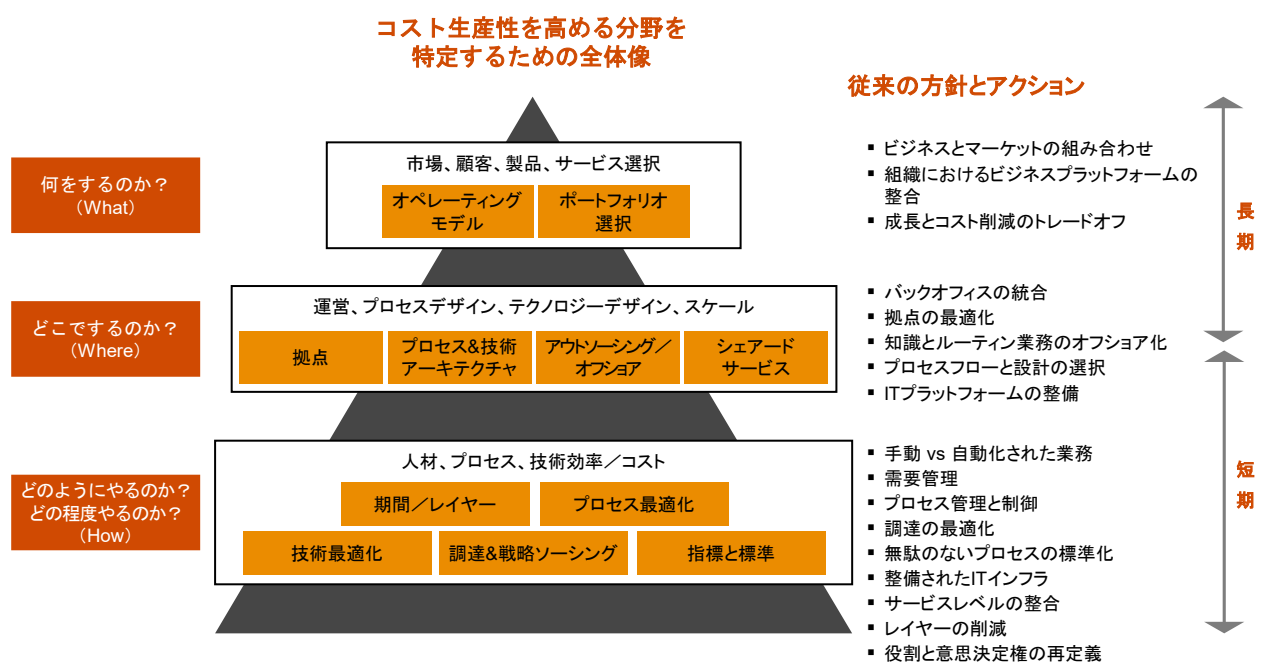 コスト生産性を高める分野を
特定するための全体像
従来の方針とアクション
何をするのか？
（What）
市場、顧客、製品、サービス選択
オペレーティング
モデル
ポートフォリオ
選択
▪ ビジネスとマーケットの組み合わせ
▪ 組織におけるビジネスプラットフォームの
整合
▪ 成長とコスト削減のトレードオフ
長
期
どこでするのか？
（Where）
運営、プロセスデザイン、テクノロジーデザイン、スケール
拠点
プロセス&技術
アーキテクチャ
アウトソーシング／
オフショア
シェアード
サービス
▪ バックオフィスの統合
▪ 拠点の最適化
▪ 知識とルーティン業務のオフショア化
▪ プロセスフローと設計の選択
▪ ITプラットフォームの整備
どのようにやるのか？
どの程度やるのか？
（How）
人材、プロセス、技術効率／コスト
期間／レイヤー
プロセス最適化
技術最適化
調達&戦略ソーシング
指標と標準
▪ 手動 vs 自動化された業務
▪ 需要管理
▪ プロセス管理と制御
▪ 調達の最適化
▪ 無駄のないプロセスの標準化
▪ 整備されたITインフラ
▪ サービスレベルの整合
▪ レイヤーの削減
▪ 役割と意思決定権の再定義
短
期